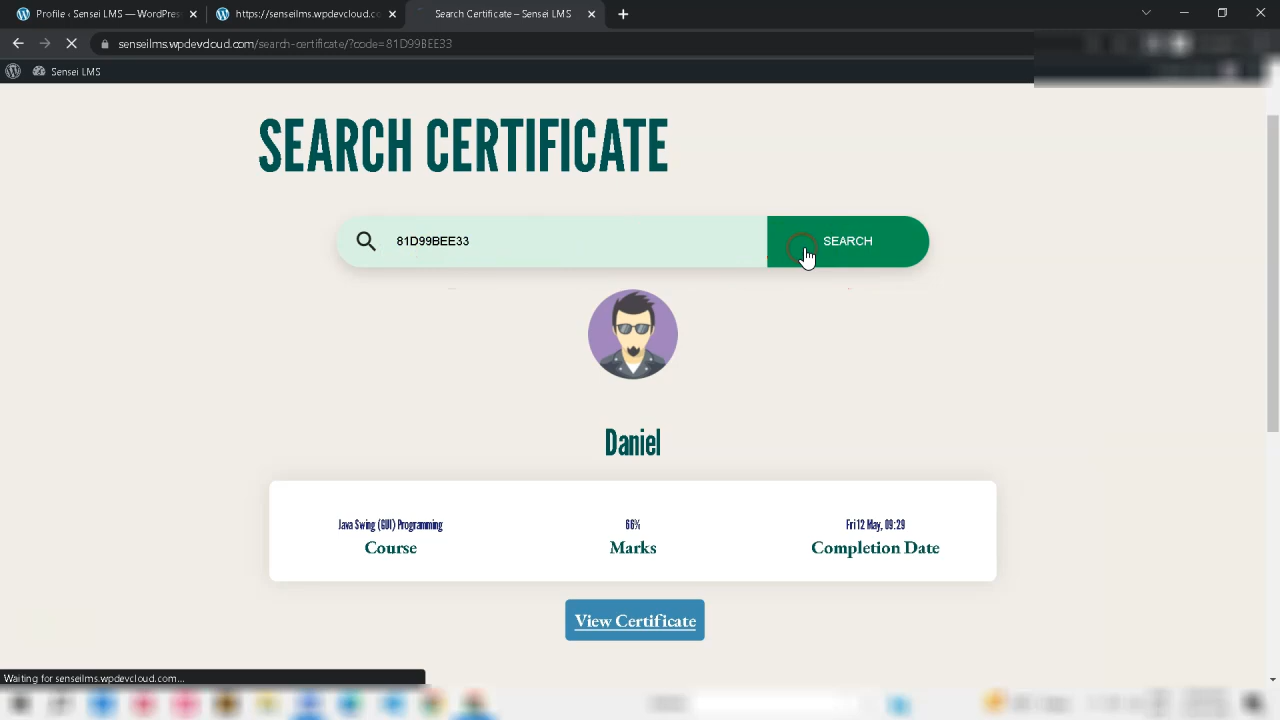 Profile ‹ Sensei LMS — WordPres
https://senseilms.wpdevcloud.c
Search Certificate – Sensei LMS
senseilms.wpdevcloud.com/search-certificate/?code=81D99BEE33
Sensei LMS
SEARCH CERTIFICATE
81D99BEE33
SEARCH
Daniel
Java Swing (GUI) Programming
66%
Fri 12 May, 09:29
Course
Marks
Completion Date
View Certificate
Waiting for senseilms.wpdevcloud.com...